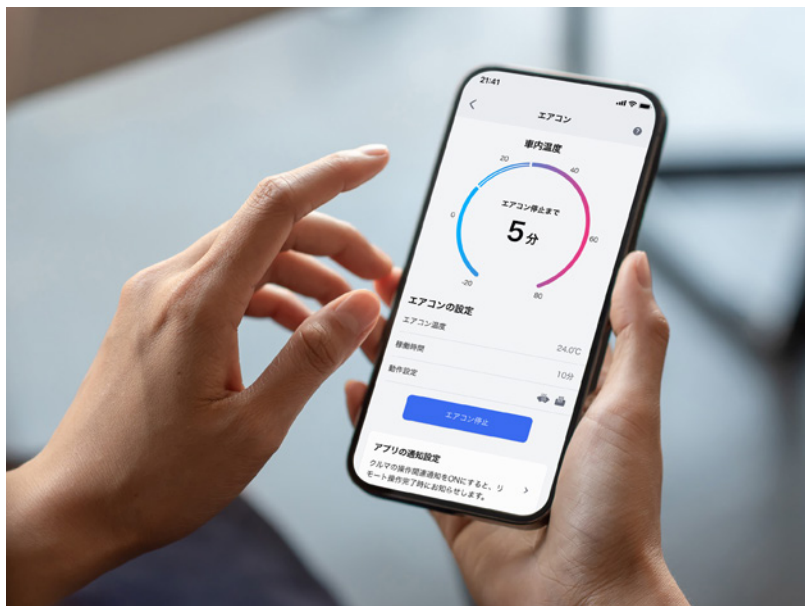 21:41
エアコン
車内温度
20
40
0
エアコン停止まで
5分
60
-20
80
エアコンの設定
エアコン温度
24.0℃
稼働時間
10分
動作設定
エアコン停止
アプリの通知設定
クルマの操作関連通知をONにすると、リ
モート操作完了時にお知らせします。